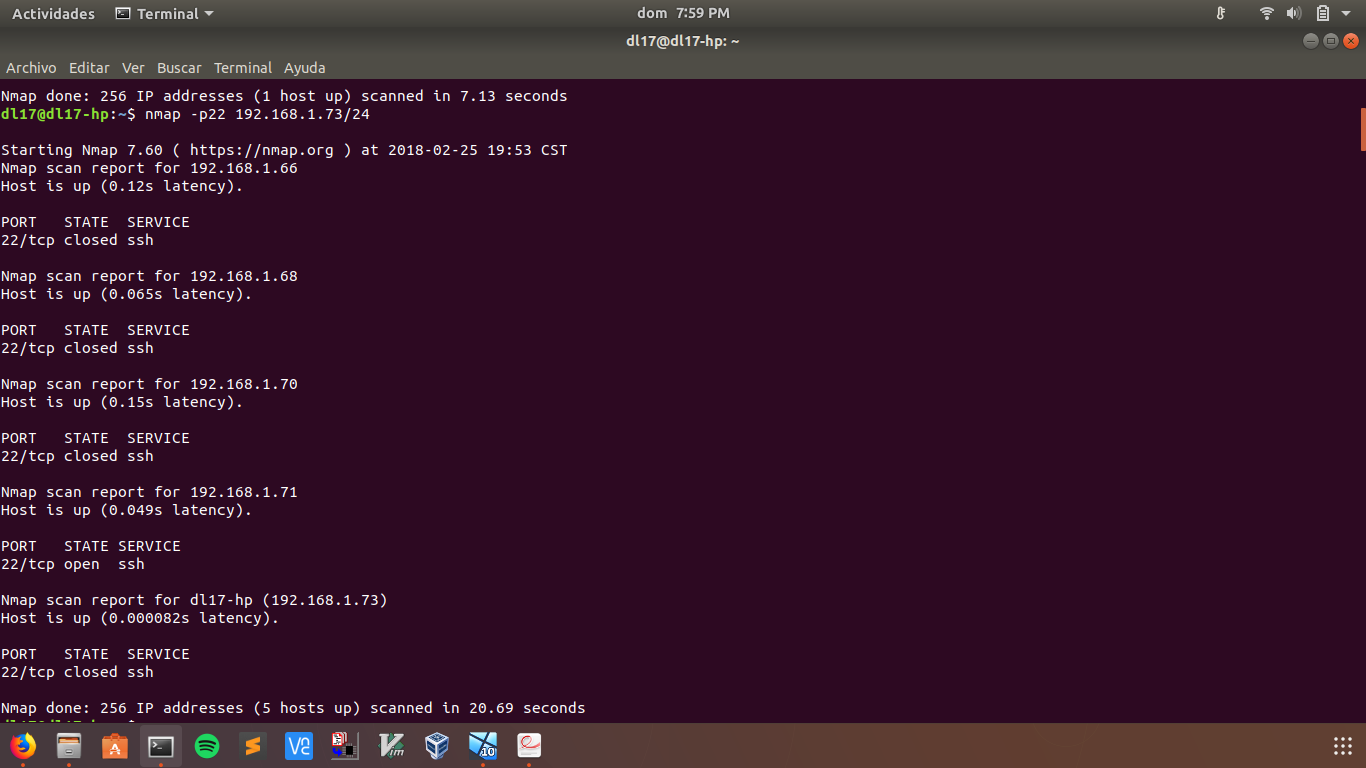 Actividades Terminal dom 7:59 PM
dl17@dl17-hp: ~
Archivo Editar Ver Buscar Terminal Ayuda
Nmap done: 256 IP addresses (1 host up) scanned in 7.13 seconds
dl17@dl17-hp:~$ nmap -p22 192.168.1.73/24
Starting Nmap 7.60 ( https://nmap.org ) at 2018-02-25 19:53 CST
Nmap scan report for 192.168.1.66
Host is up (0.12s latency).
PORT   STATE  SERVICE
22/tcp closed ssh
Nmap scan report for 192.168.1.68
Host is up (0.065s latency).
PORT   STATE  SERVICE
22/tcp closed ssh
Nmap scan report for 192.168.1.70
Host is up (0.15s latency).
PORT   STATE  SERVICE
22/tcp closed ssh
Nmap scan report for 192.168.1.71
Host is up (0.049s latency).
PORT   STATE SERVICE
22/tcp open  ssh
Nmap scan report for dl17-hp (192.168.1.73)
Host is up (0.000082s latency).
PORT   STATE  SERVICE
22/tcp closed ssh
Nmap done: 256 IP addresses (5 hosts up) scanned in 20.69 seconds
Vim
10